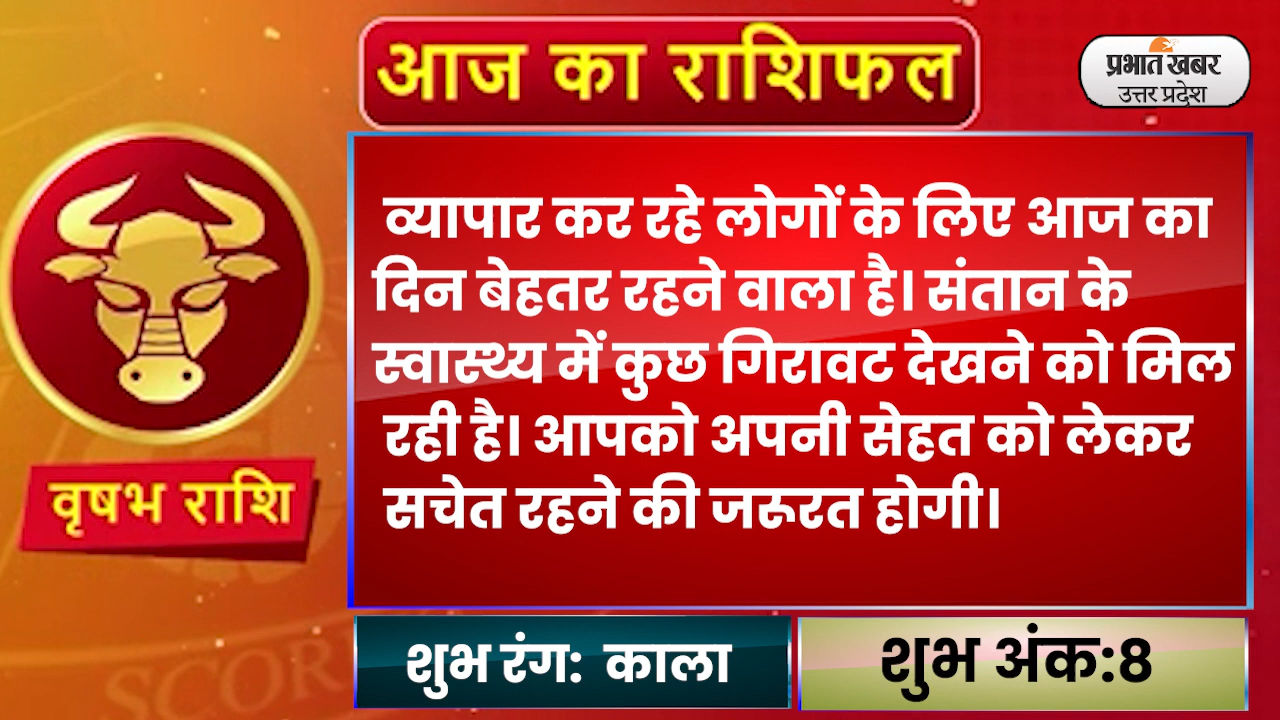 आज का राशिफल
प्रभात खबर
उत्तर प्रदेश
व्यापार कर रहे लोगों के लिए आज का
दिन बेहतर रहने वाला है। संतान के
स्वास्थ्य में कुछ गिरावट देखने को मिल
रही है। आपको अपनी सेहत को लेकर
सचेत रहने की जरूरत होगी।
वृषभ राशि
शुभ रंग: काला
शुभ अंक:8